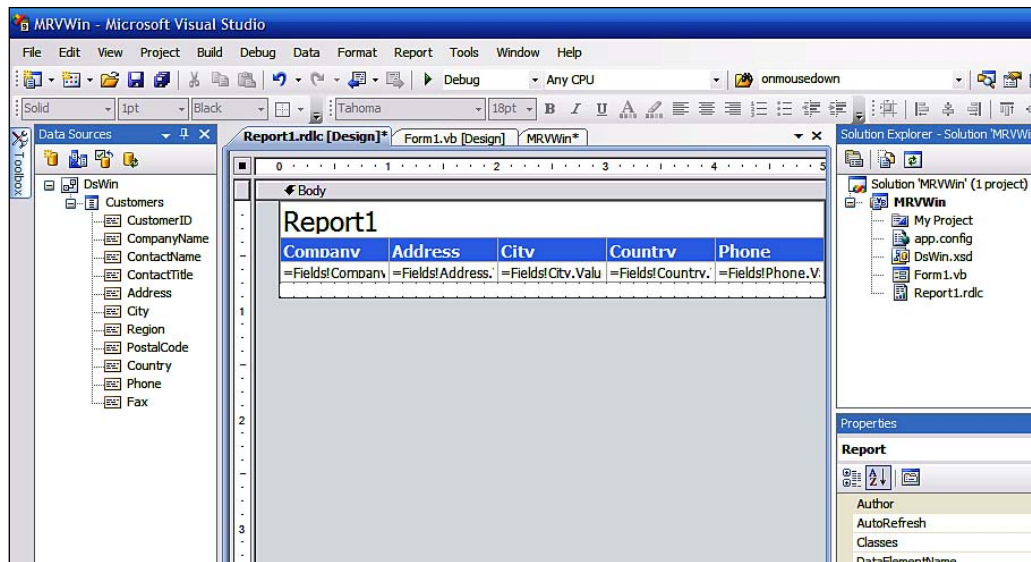 MRVWin - Microsoft Visual Studio
File Edit View Project Build Debug Data Format Report Tools Window Help
Debug Any CPU onmousedown
Solid 1pt Black Tahoma 18pt B I U
Toolbox
Data Sources
DsWin
Customers
CustomerID
CompanyName
ContactName
ContactTitle
Address
City
Region
PostalCode
Country
Phone
Fax
Report1.rdlc [Design]* Form1.vb [Design] MRVWin*
0 1 2 3 4 5
Body
Report1
Company Address City Country Phone
=Fields!Company =Fields!Address. =Fields!City.Valu =Fields!Country. =Fields!Phone.V
1
2
3
Solution Explorer - Solution 'MRVWi
Solution 'MRVWin' (1 project)
MRVWin
My Project
app.config
DsWin.xsd
Form1.vb
Report1.rdlc
Properties
Report
Author
AutoRefresh
Classes
DataElementName